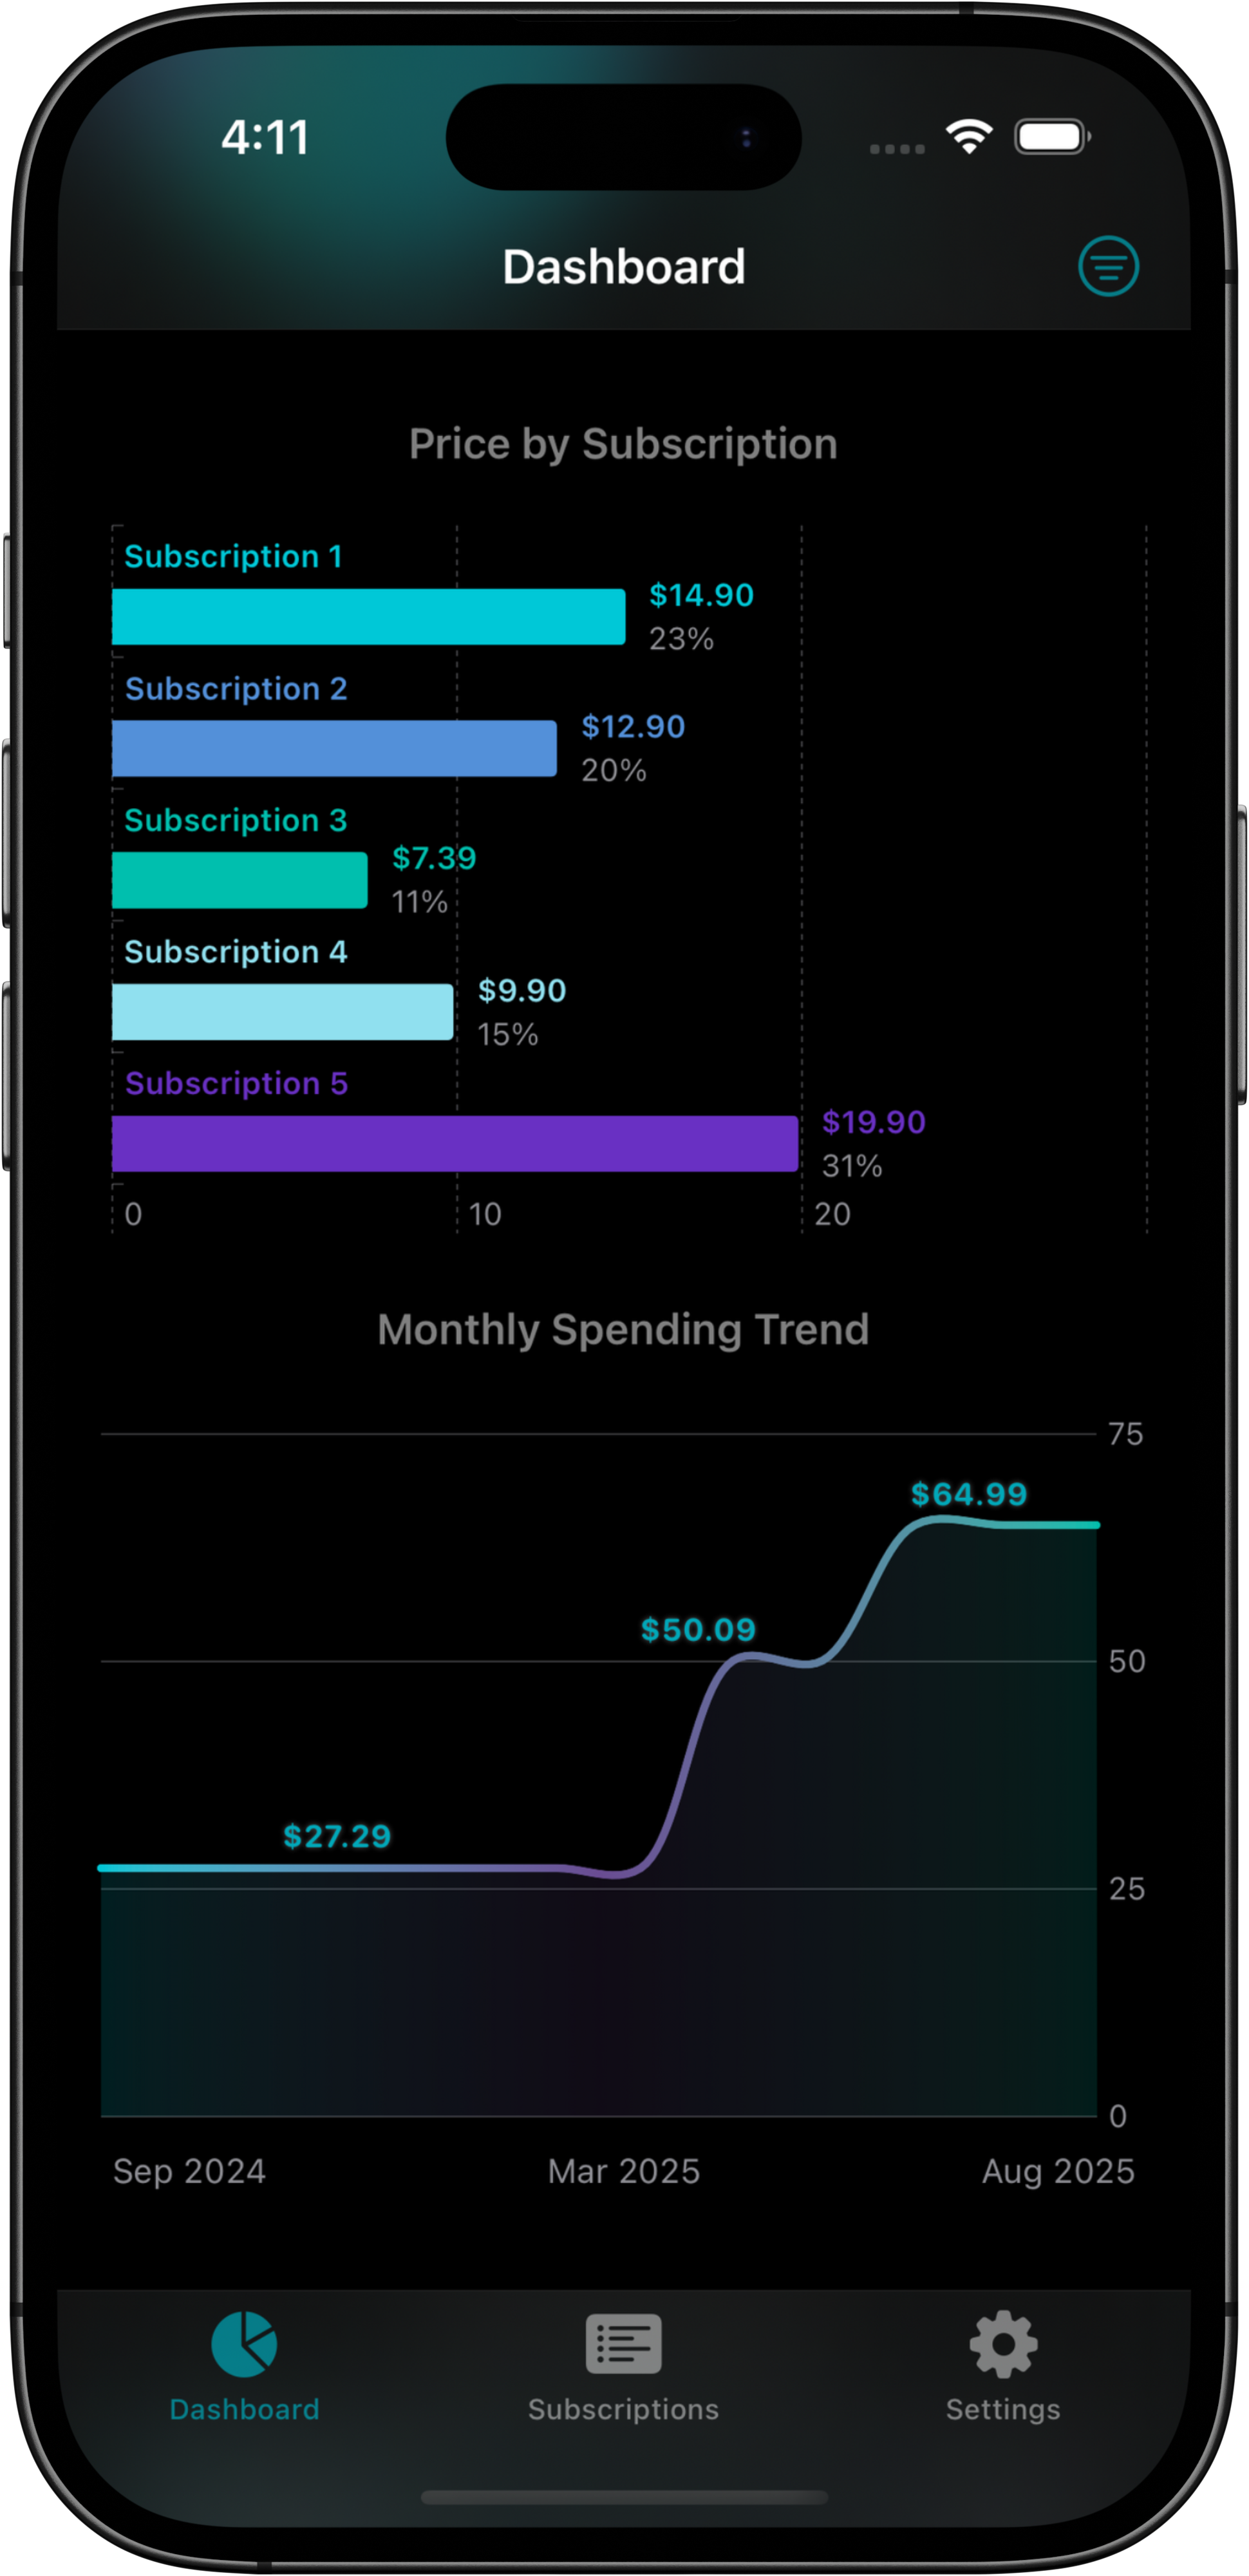 4:11
Dashboard
Price by Subscription
Subscription 1
$14.90
23%
Subscription 2
$12.90
20%
Subscription 3
$7.39
11%
Subscription 4
$9.90
15%
Subscription 5
$19.90
31%
0 10 20
Monthly Spending Trend
75
$64.99
$50.09
50
$27.29
25
0
Sep 2024 Mar 2025 Aug 2025
Dashboard Subscriptions Settings